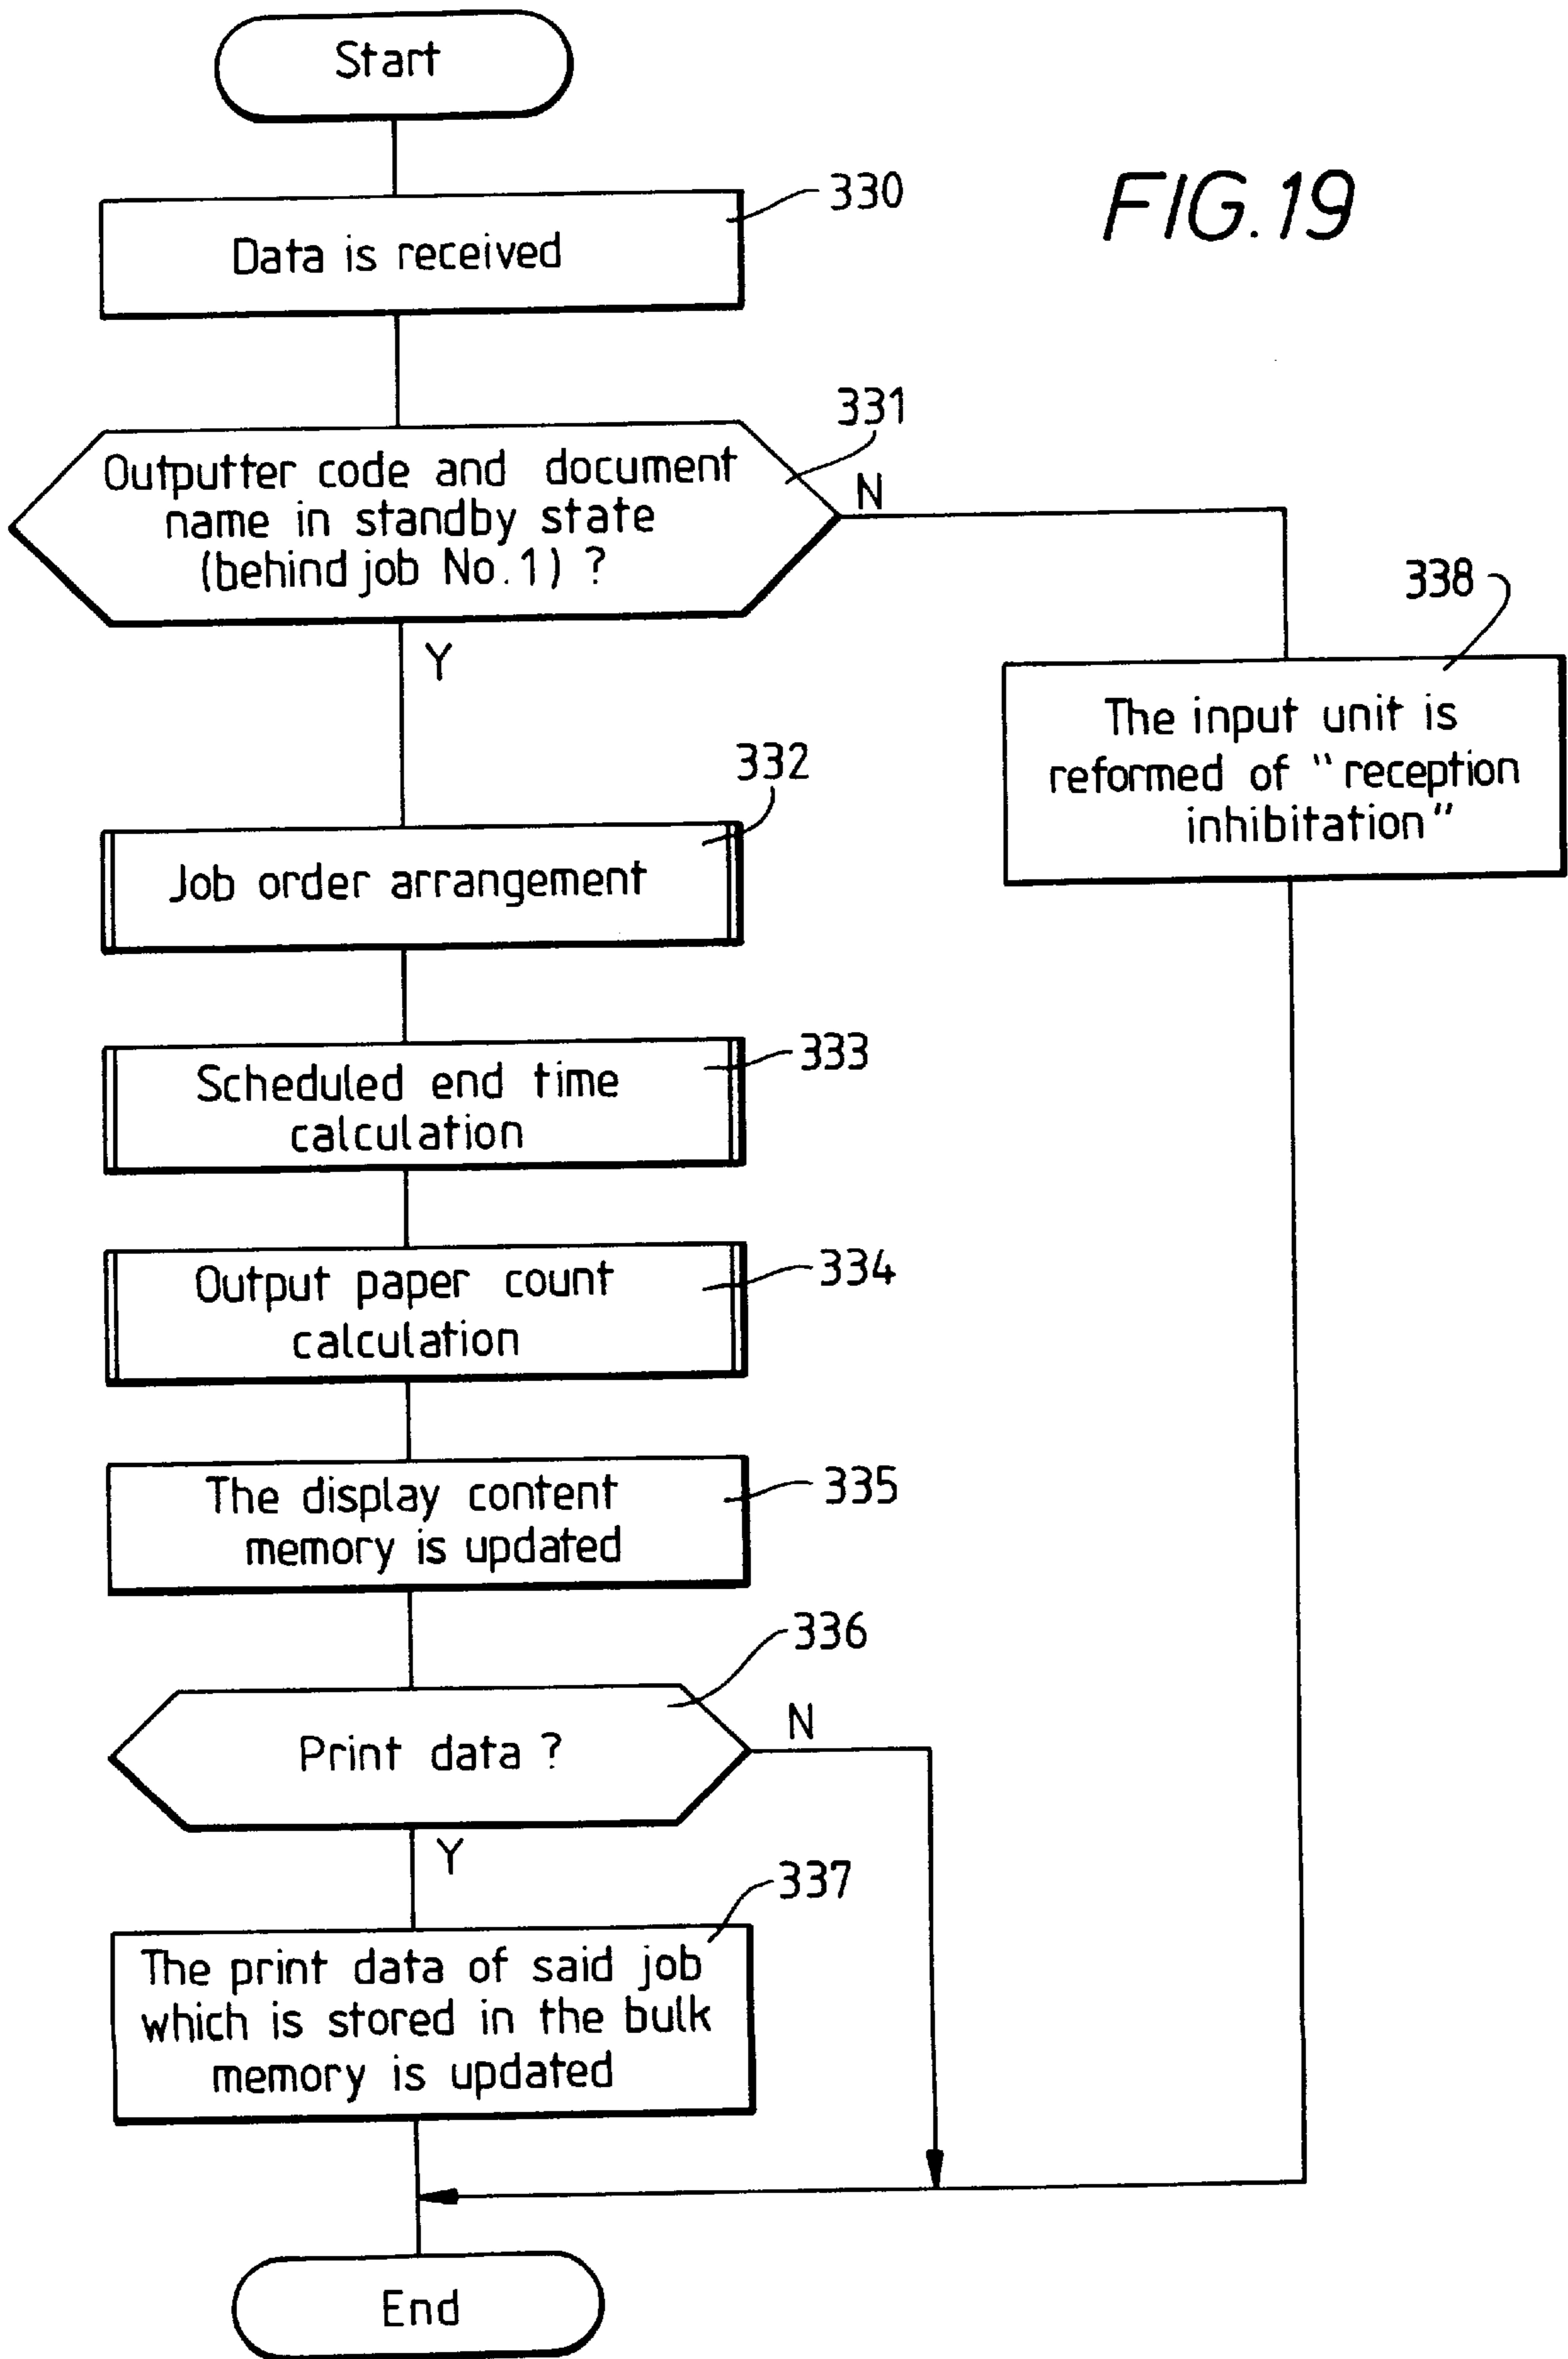 Start
FIG. 19
330
Data is received
331
Outputter code and document
name in standby state
(behind job No. 1) ?
N
Y
338
The input unit is
reformed of "reception
inhibitation"
332
Job order arrangement
333
Scheduled end time
calculation
334
Output paper count
calculation
335
The display content
memory is updated
336
Print data ?
N
Y
337
The print data of said job
which is stored in the bulk
memory is updated
End